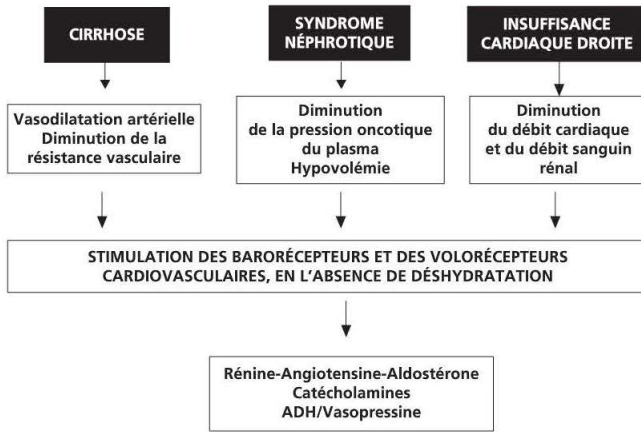 CIRRHOSE
SYNDROME
NÉPHROTIQUE
INSUFFISANCE
CARDIAQUE DROITE
Vasodilatation artérielle
Diminution de la
résistance vasculaire
Diminution
de la pression oncotique
du plasma
Hypovolémie
Diminution
du débit cardiaque
et du débit sanguin
rénal
STIMULATION DES BARORÉCEPTEURS ET DES VOLORÉCEPTEURS
CARDIOVASCULAIRES, EN L'ABSENCE DE DÉSHYDRATATION
Rénine-Angiotensine-Aldostérone
Catécholamines
ADH/Vasopressine